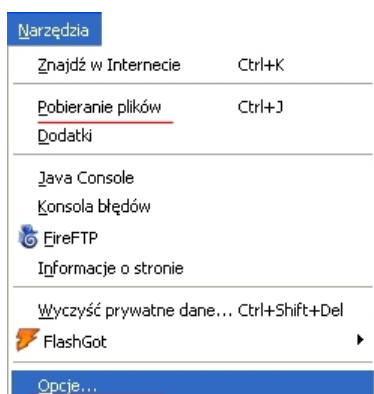 Narzędzia
Znajdź w Internecie Ctrl+K
Pobieranie plików Ctrl+J
Dodatki
Java Console
Konsola błędów
FireFTP
Informacje o stronie
Wyczyść prywatne dane... Ctrl+Shift+Del
FlashGot
Opcje...